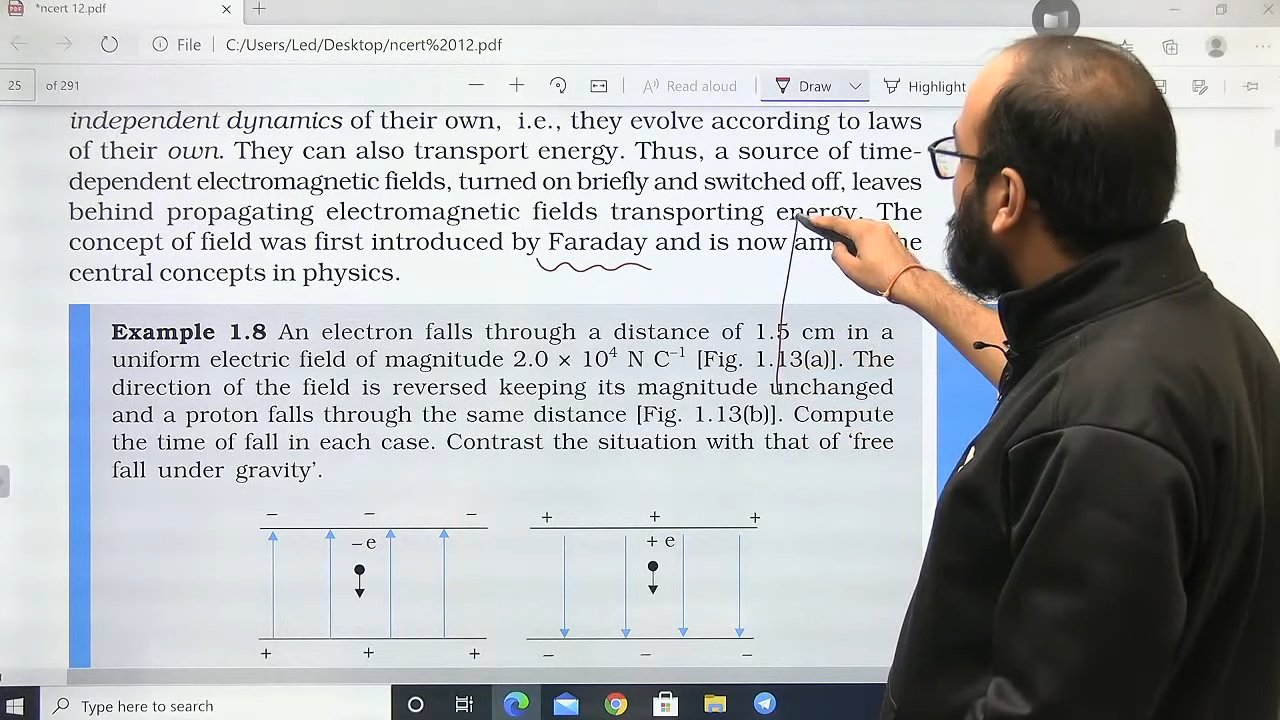 *ncert 12.pdf
File C:/Users/Led/Desktop/ncert%2012.pdf
25 of 291 Read aloud Draw Highlight
independent dynamics of their own, i.e., they evolve according to laws
of their own. They can also transport energy. Thus, a source of time-
dependent electromagnetic fields, turned on briefly and switched off, leaves
behind propagating electromagnetic fields transporting energy. The
concept of field was first introduced by Faraday and is now
central concepts in physics.
Example 1.8 An electron falls through a distance of 1.5 cm in a
uniform electric field of magnitude 2.0 × 10⁴ N C⁻¹ [Fig. 1.13(a)]. The
direction of the field is reversed keeping its magnitude unchanged
and a proton falls through the same distance [Fig. 1.13(b)]. Compute
the time of fall in each case. Contrast the situation with that of ‘free
fall under gravity’.
– – – + + +
–e + e
+ + + – – –
Type here to search